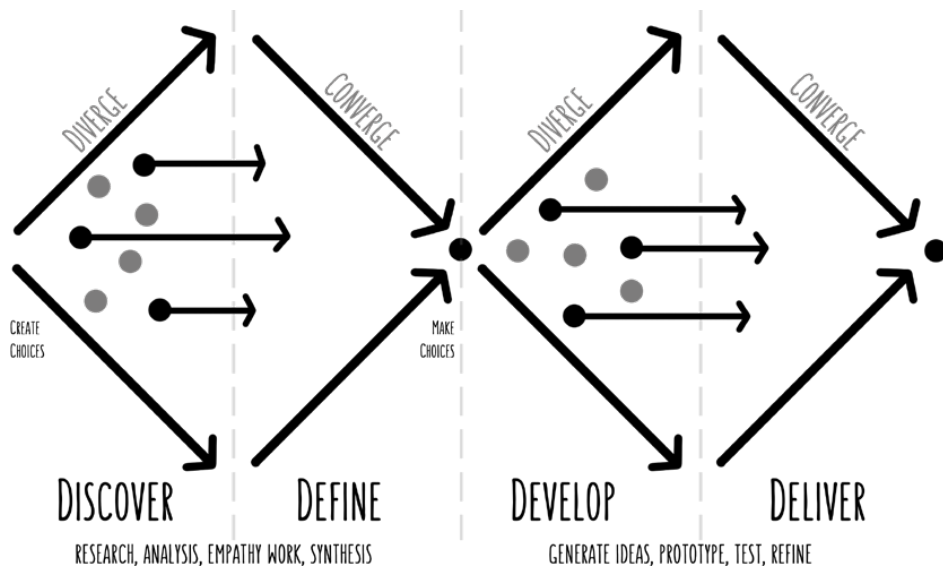 DIVERGE
CONVERGE
DIVERGE
CONVERGE
CREATE
CHOICES
MAKE
CHOICES
DISCOVER
DEFINE
DEVELOP
DELIVER
RESEARCH, ANALYSIS, EMPATHY WORK, SYNTHESIS
GENERATE IDEAS, PROTOTYPE, TEST, REFINE